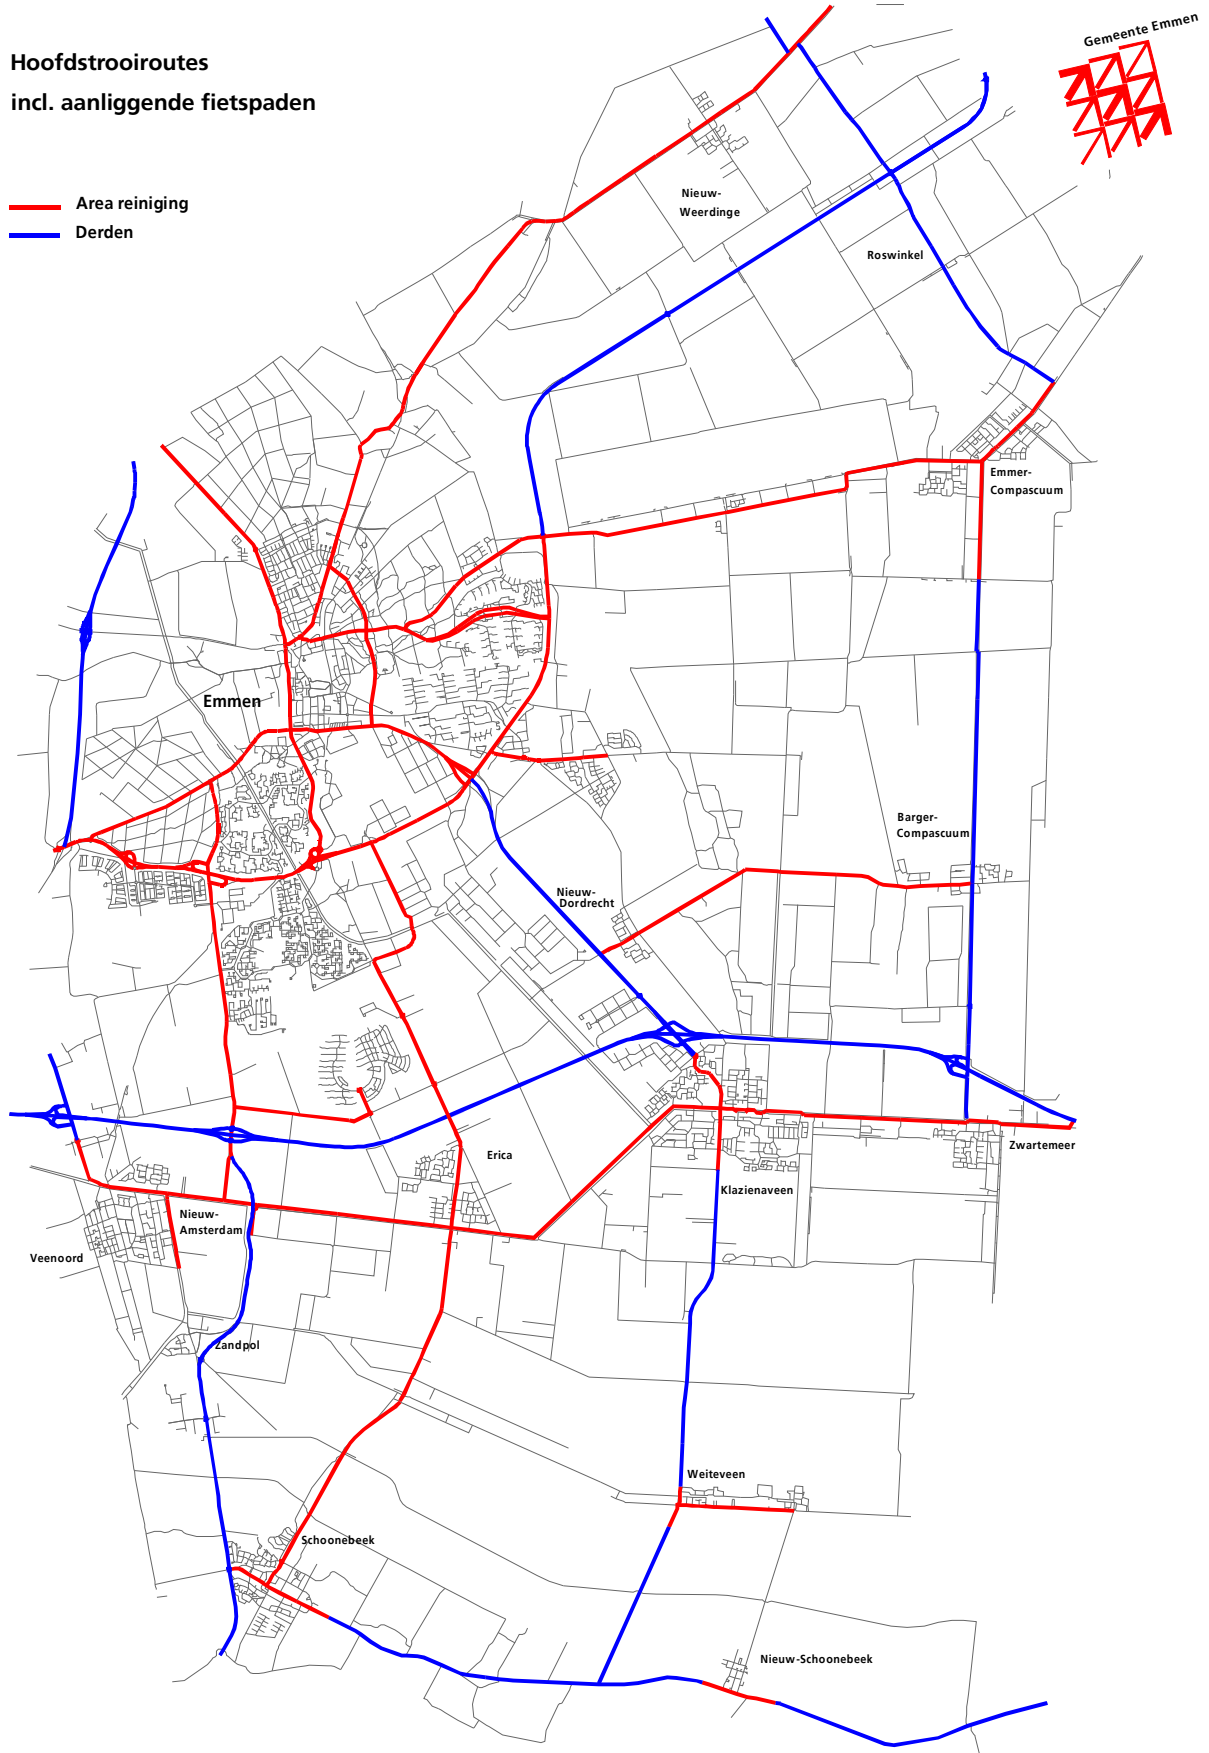 Gemeente Emmen
Hoofdstrooiroutes
incl. aanliggende fietspaden
Area reiniging
Derden
Nieuw-
Weerdinge
Roswinkel
Emmer-
Compascuum
Emmen
Barger-
Compascuum
Nieuw-
Dordrecht
Zwartemeer
Erica
Klazienaveen
Nieuw-
Amsterdam
Veenoord
Zandpol
Weiteveen
Schoonebeek
Nieuw-Schoonebeek